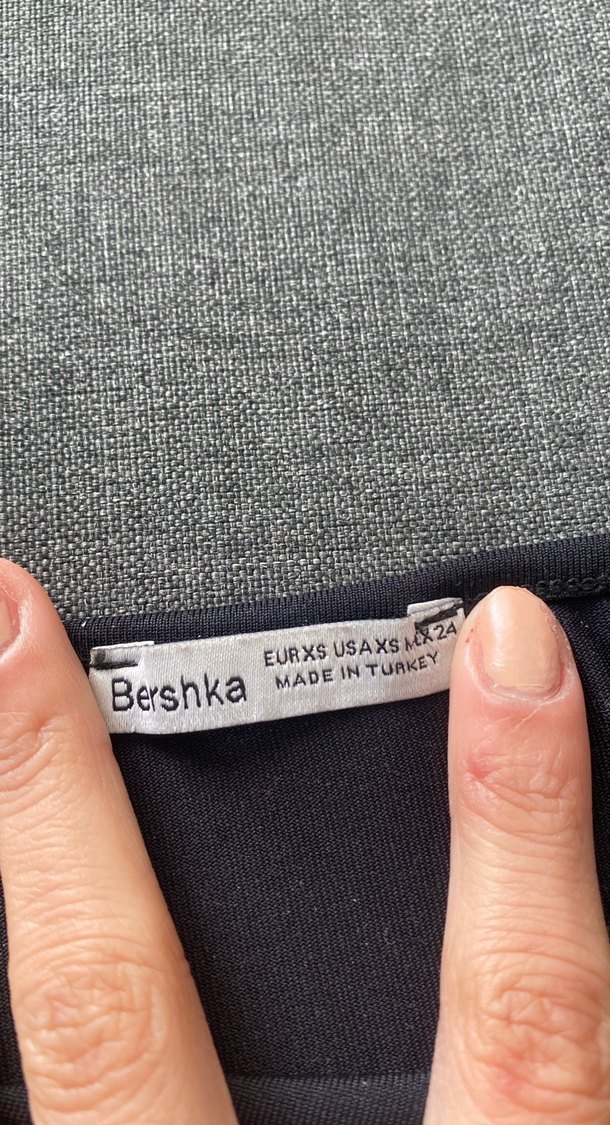 Bershka
EUR XS USA XS MEX 24
MADE IN TURKEY